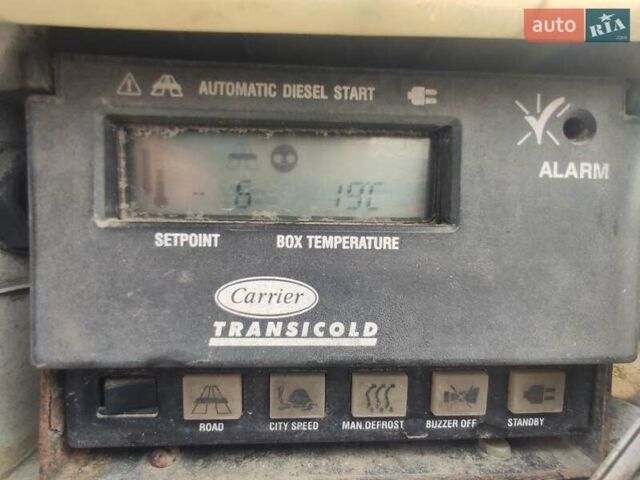 auto RIA.com
AUTOMATIC DIESEL START
ALARM
- 6 19°C
SETPOINT BOX TEMPERATURE
Carrier
TRANSICOLD
ROAD CITY SPEED MAN.DEFROST BUZZER OFF STANDBY